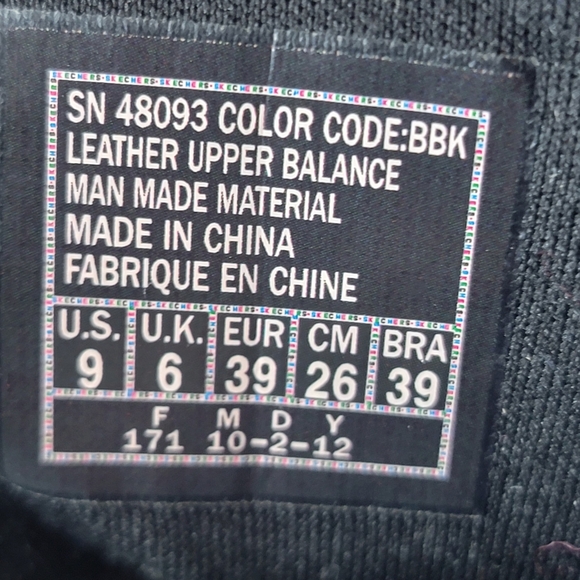 SN 48093 COLOR CODE:BBK
LEATHER UPPER BALANCE
MAN MADE MATERIAL
MADE IN CHINA
FABRIQUE EN CHINE
U.S. U.K. EUR CM BRA
9 6 39 26 39
F M D Y
171 10-2-12